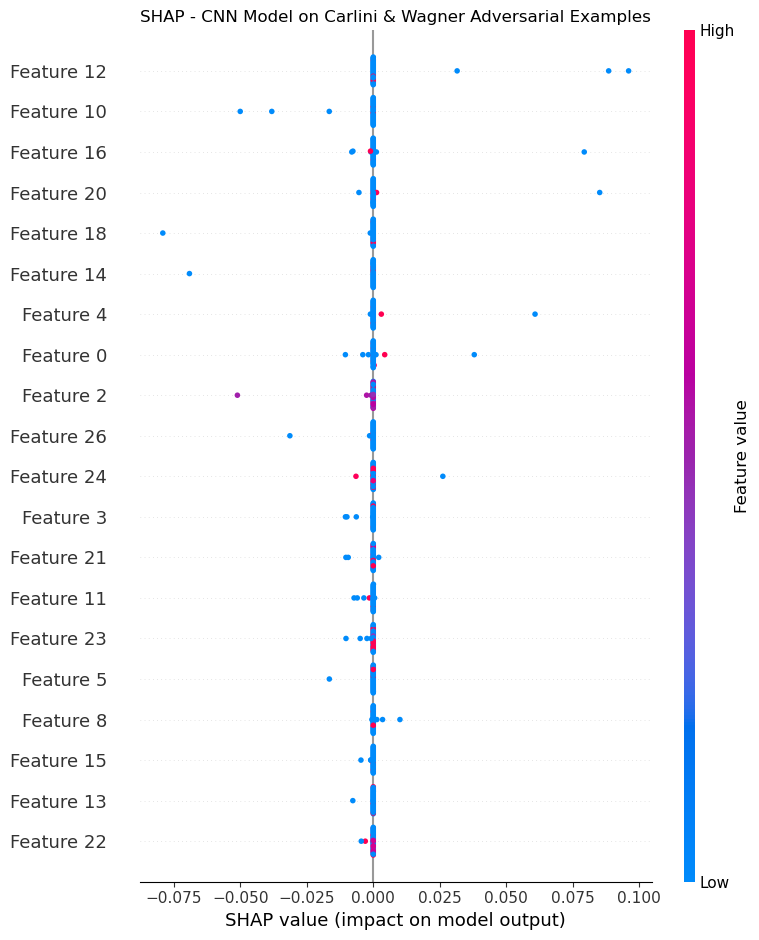 SHAP - CNN Model on Carlini & Wagner Adversarial Examples
High
Feature 12
Feature 10
Feature 16
Feature 20
Feature 18
Feature 14
Feature 4
Feature 0
Feature 2
Feature 26
Feature 24
Feature 3
Feature 21
Feature 11
Feature 23
Feature 5
Feature 8
Feature 15
Feature 13
Feature 22
Feature value
Low
−0.075 −0.050 −0.025 0.000 0.025 0.050 0.075 0.100
SHAP value (impact on model output)